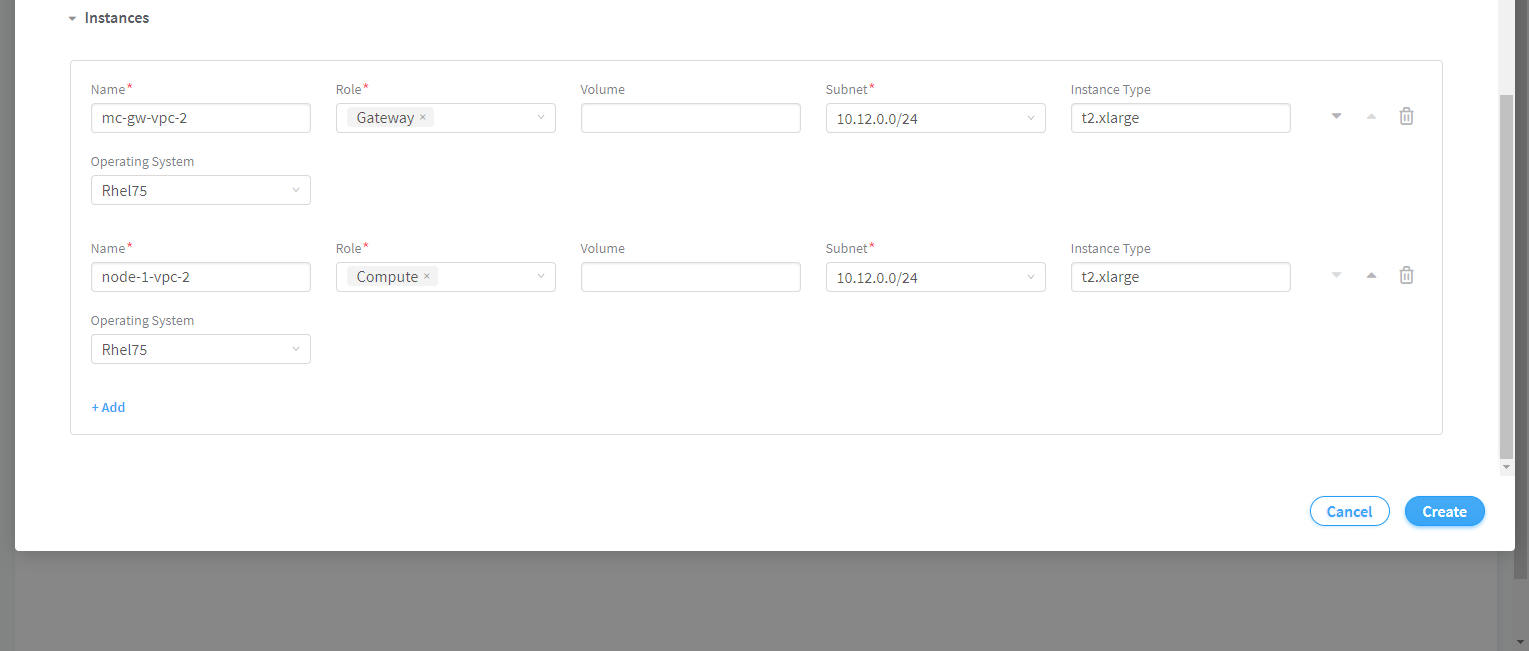 Instances
Name* Role* Volume Subnet* Instance Type
mc-gw-vpc-2 Gateway × 10.12.0.0/24 t2.xlarge
Operating System
Rhel75
Name* Role* Volume Subnet* Instance Type
node-1-vpc-2 Compute × 10.12.0.0/24 t2.xlarge
Operating System
Rhel75
+ Add
Cancel Create